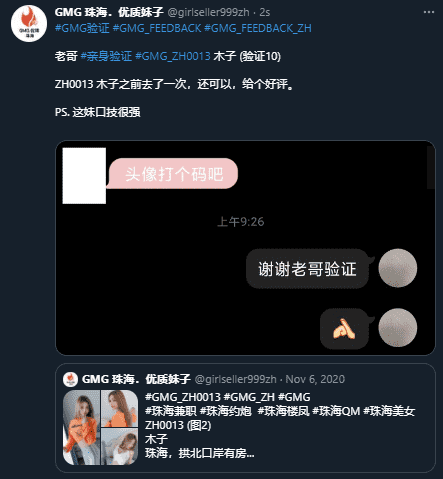 GMG 珠海。优质妹子 @girlseller999zh · 2s
#GMG验证 #GMG_FEEDBACK #GMG_FEEDBACK_ZH
老哥 #亲身验证 #GMG_ZH0013 木子 (验证10)
ZH0013 木子之前去了一次，还可以，给个好评。
PS. 这妹口技很强
头像打个码吧
上午9:26
谢谢老哥验证
GMG 珠海。优质妹子 @girlseller999zh · Nov 6, 2020
#GMG_ZH0013 #GMG_ZH #GMG
#珠海兼职 #珠海约炮 #珠海楼凤 #珠海QM #珠海美女
ZH0013 (图2)
木子
珠海，拱北口岸有房...